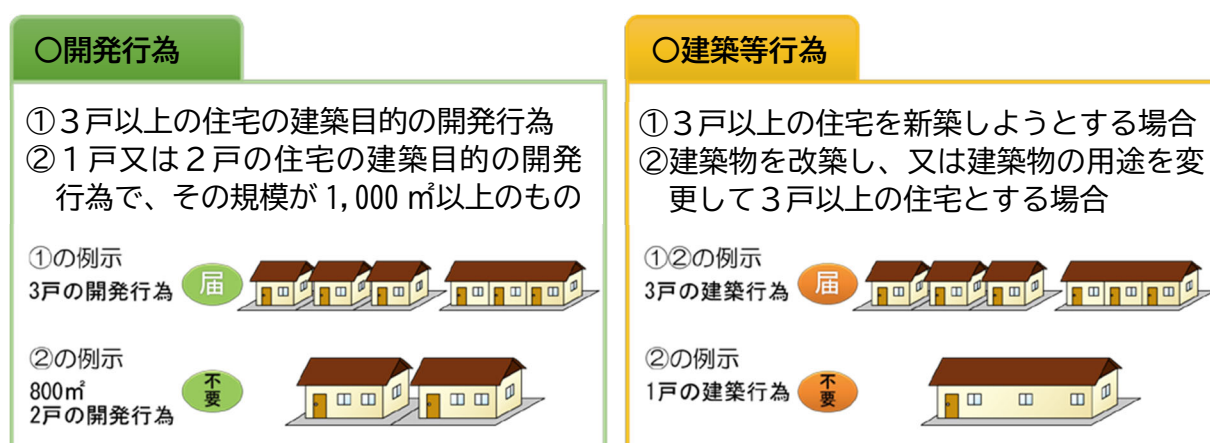 〇開発行為
①３戸以上の住宅の建築目的の開発行為
②１戸又は２戸の住宅の建築目的の開発
行為で、その規模が1,000 ㎡以上のもの
①の例示
3戸の開発行為
届
②の例示
800㎡
2戸の開発行為
不要
〇建築等行為
①３戸以上の住宅を新築しようとする場合
②建築物を改築し、又は建築物の用途を変
更して３戸以上の住宅とする場合
①②の例示
3戸の建築行為
届
②の例示
1戸の建築行為
不要